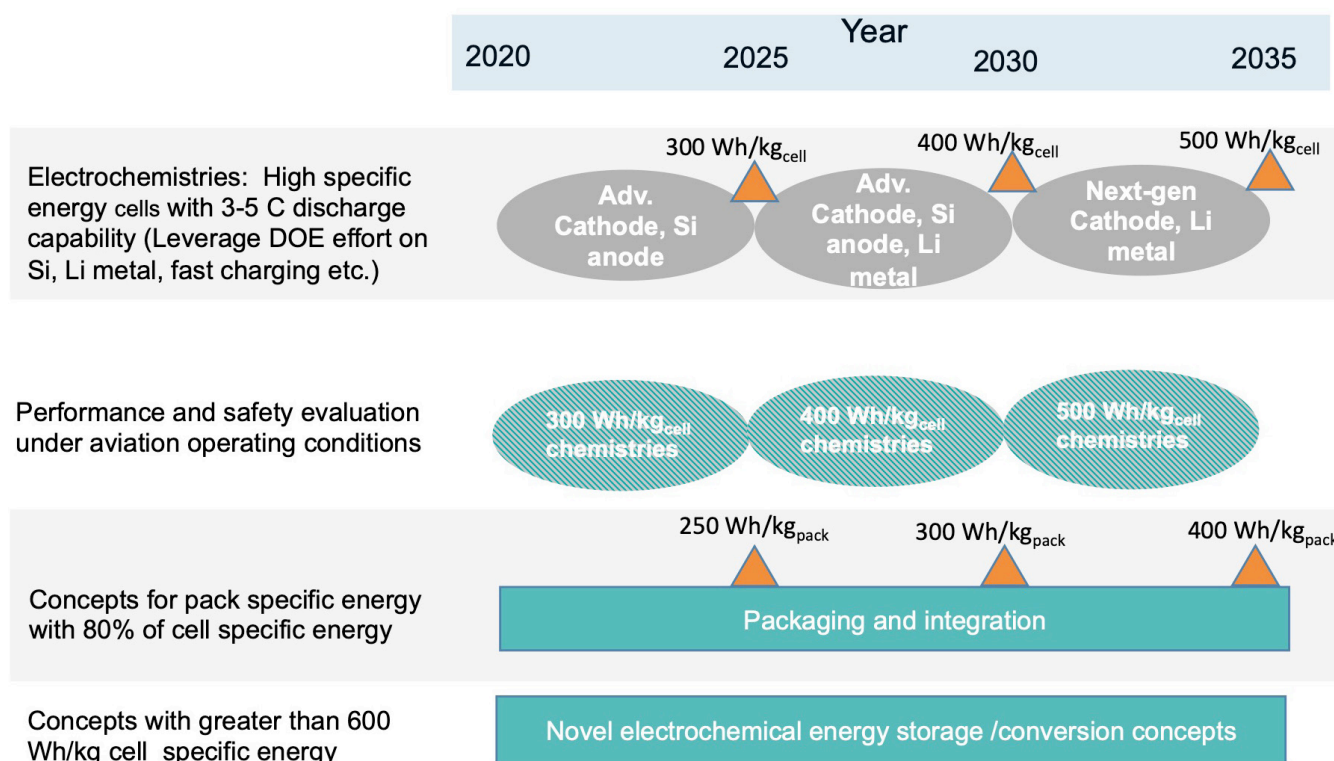 Year
2020 2025 2030 2035
300 Wh/kgcell 400 Wh/kgcell 500 Wh/kgcell
Electrochemistries: High specific
energy cells with 3-5 C discharge
capability (Leverage DOE effort on
Si, Li metal, fast charging etc.)
Adv.
Cathode, Si
anode
Adv.
Cathode, Si
anode, Li
metal
Next-gen
Cathode, Li
metal
Performance and safety evaluation
under aviation operating conditions
300 Wh/kgcell
chemistries
400 Wh/kgcell
chemistries
500 Wh/kgcell
chemistries
250 Wh/kgpack 300 Wh/kgpack 400 Wh/kgpack
Concepts for pack specific energy
with 80% of cell specific energy
Packaging and integration
Concepts with greater than 600
Wh/kg cell specific energy
Novel electrochemical energy storage /conversion concepts